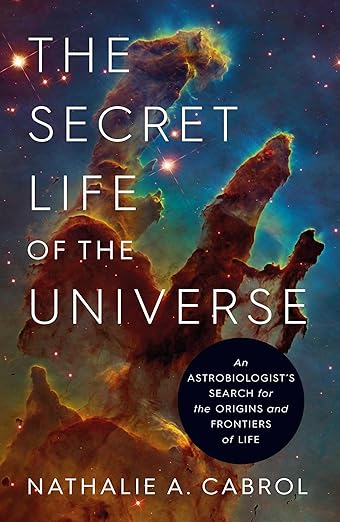 THE
SECRET
LIFE
OF THE
UNIVERSE
An
ASTROBIOLOGIST'S
SEARCH for
the ORIGINS and
FRONTIERS
of LIFE
NATHALIE A. CABROL